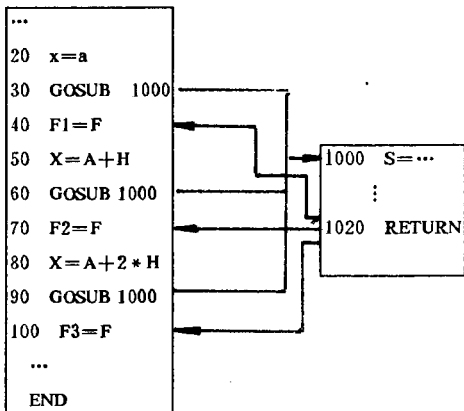 ...
20 x=a
30 GOSUB 1000
40 F1=F
50 X=A+H
60 GOSUB 1000
70 F2=F
80 X=A+2*H
90 GOSUB 1000
100 F3=F
...
END
1000 S=...
⋮
1020 RETURN